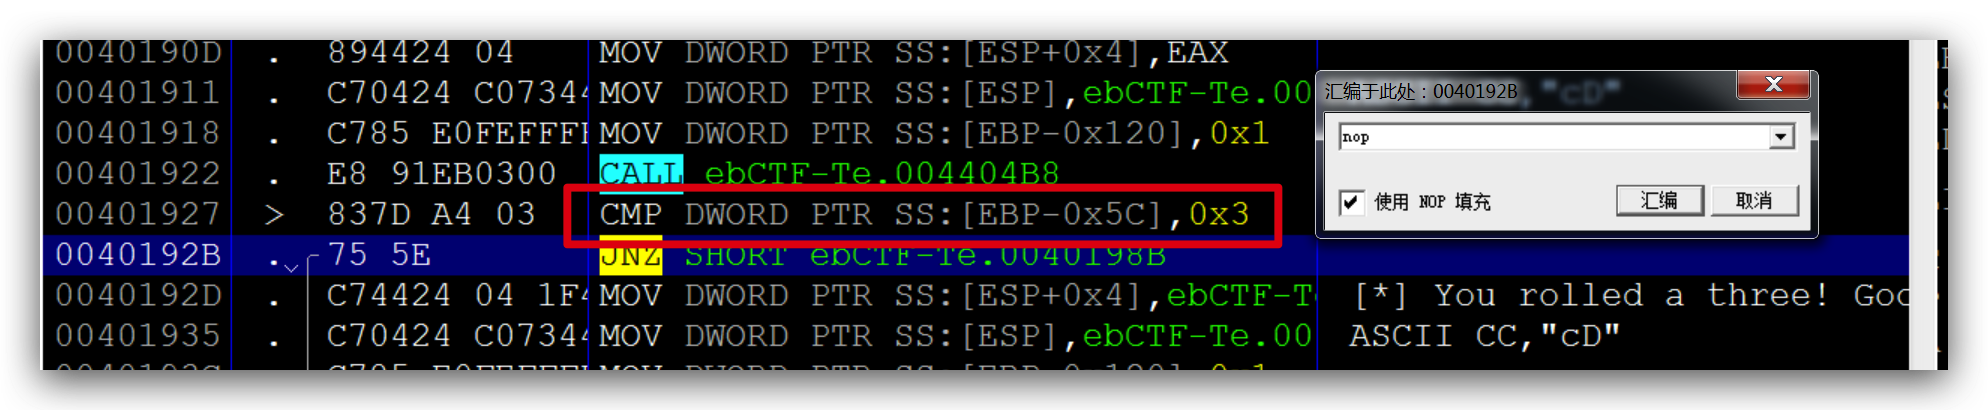 0040190D . 894424 04 MOV DWORD PTR SS:[ESP+0x4],EAX
00401911 . C70424 C07344 MOV DWORD PTR SS:[ESP],ebCTF-Te.00
00401918 . C785 E0FEFFFF MOV DWORD PTR SS:[EBP-0x120],0x1
00401922 . E8 91EB0300 CALL ebCTF-Te.004404B8
00401927 > 837D A4 03 CMP DWORD PTR SS:[EBP-0x5C],0x3
0040192B . 75 5E JNZ SHORT ebCTF-Te.0040198B
0040192D . C74424 04 1F4 MOV DWORD PTR SS:[ESP+0x4],ebCTF-T [*] You rolled a three! Goo
00401935 . C70424 C07344 MOV DWORD PTR SS:[ESP],ebCTF-Te.00 ASCII CC,"cD"
汇编于此处：0040192B "cD"
nop
使用 NOP 填充
汇编
取消